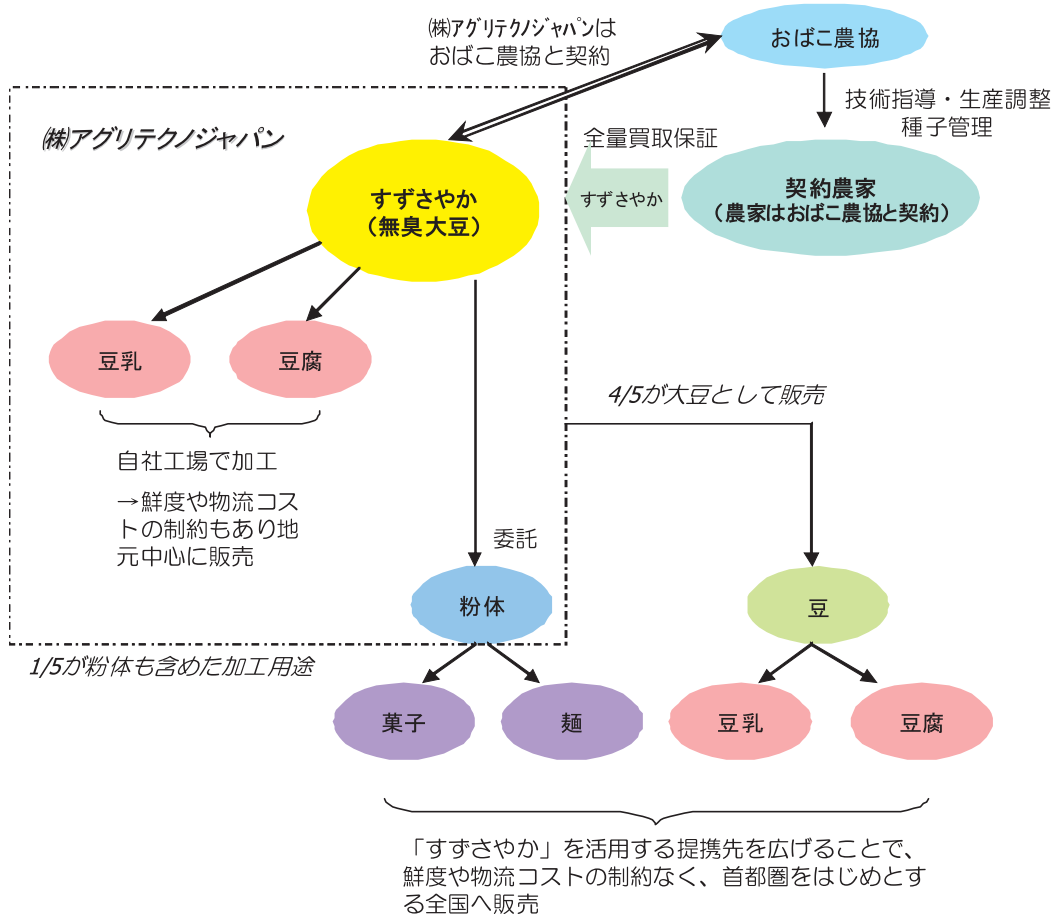 ㈱アグリテクノジャパンは
おばこ農協と契約
おばこ農協
技術指導・生産調整
種子管理
㈱アグリテクノジャパン
全量買取保証
すずさやか
(無臭大豆)
すずさやか
契約農家
(農家はおばこ農協と契約)
豆乳
豆腐
4/5が大豆として販売
自社工場で加工
→鮮度や物流コス
トの制約もあり地
元中心に販売
委託
粉体
豆
1/5が粉体も含めた加工用途
菓子
麺
豆乳
豆腐
「すずさやか」を活用する提携先を広げることで、
鮮度や物流コストの制約なく、首都圏をはじめとす
る全国へ販売